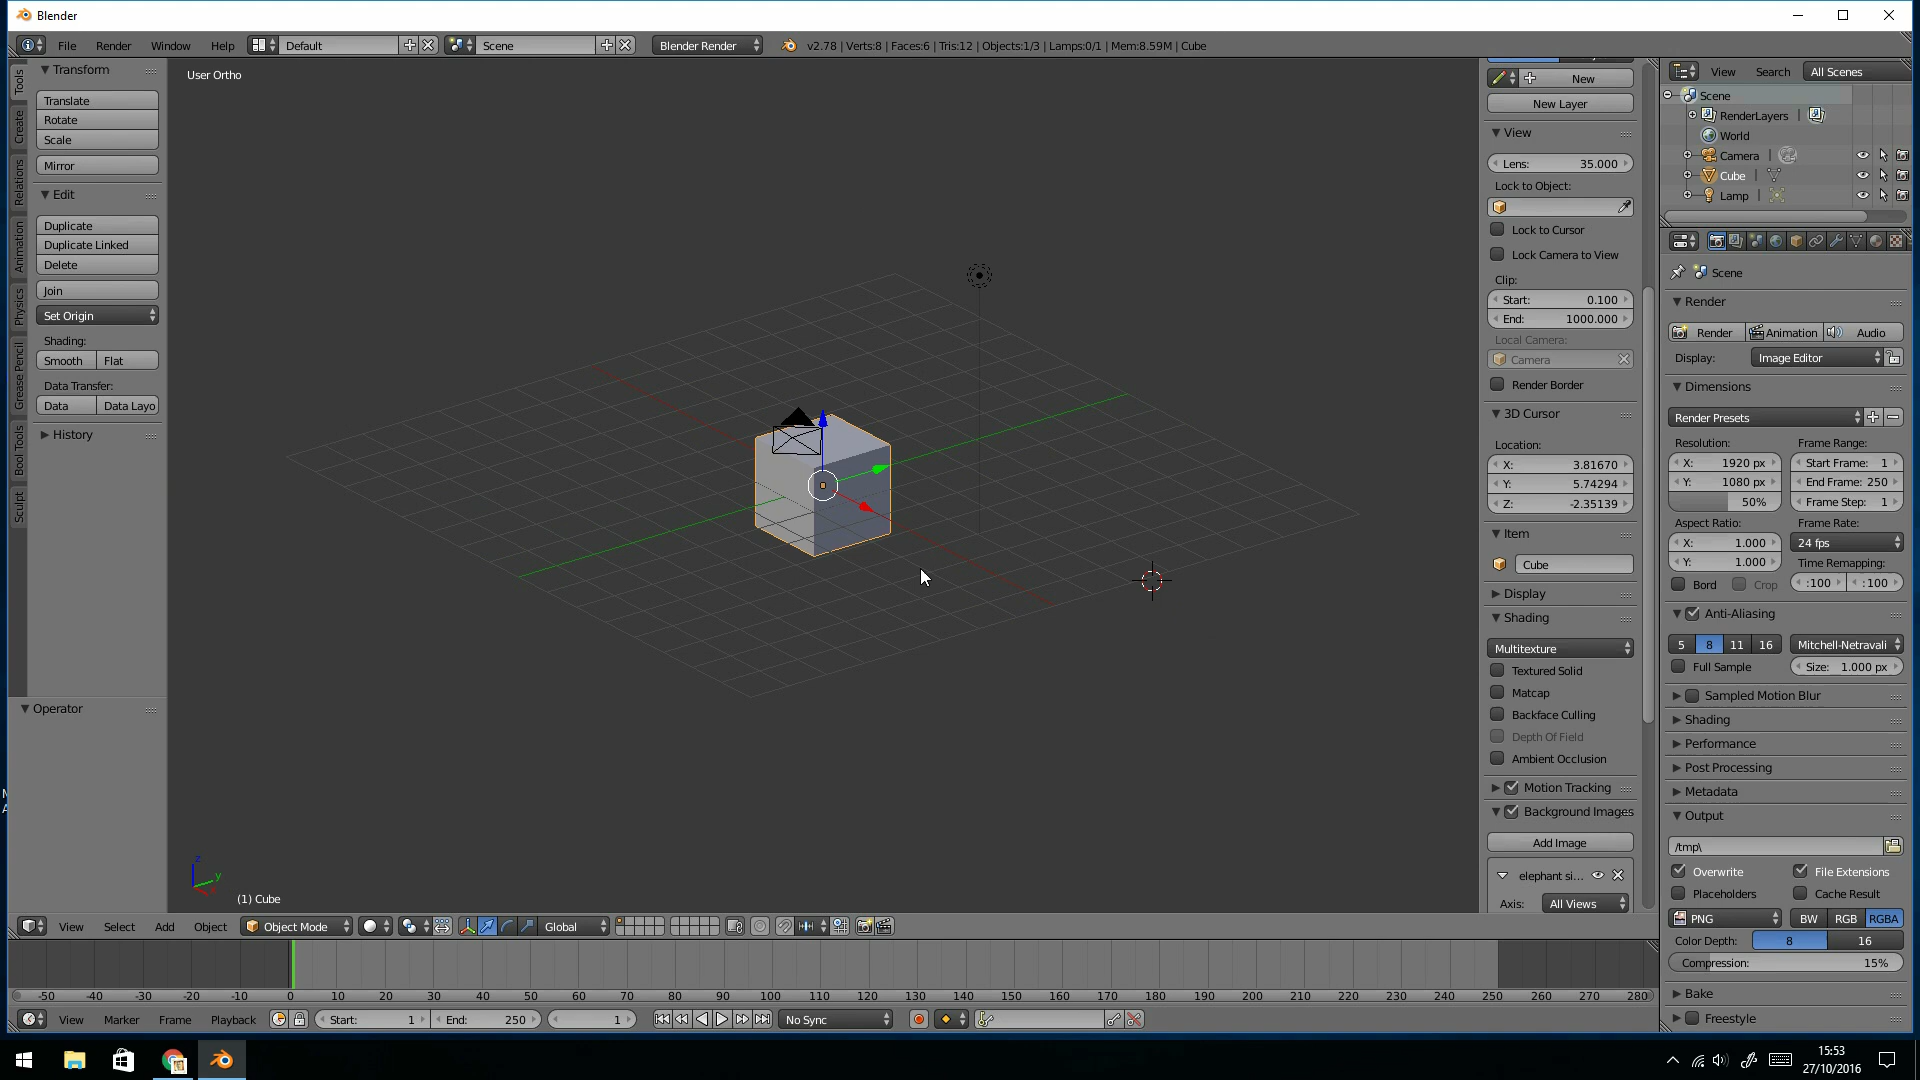 Blender
File Render Window Help Default Scene Blender Render v2.78 | Verts:8 | Faces:6 | Tris:12 | Objects:1/3 | Lamps:0/1 | Mem:8.59M | Cube
Tools
Create
Relations
Animation
Physics
Grease Pencil
Bool Tools
Sculpt
Transform
Translate
Rotate
Scale
Mirror
Edit
Duplicate
Duplicate Linked
Delete
Join
Set Origin
Shading:
Smooth Flat
Data Transfer:
Data Data Layo
History
Operator
User Ortho
z
y
x
(1) Cube
New
New Layer
View
Lens: 35.000
Lock to Object:
Lock to Cursor
Lock Camera to View
Clip:
Start: 0.100
End: 1000.000
Local Camera:
Camera
Render Border
3D Cursor
Location:
X: 3.81670
Y: 5.74294
Z: -2.35139
Item
Cube
Display
Shading
Multitexture
Textured Solid
Matcap
Backface Culling
Depth Of Field
Ambient Occlusion
Motion Tracking
Background Images
Add Image
elephant si...
Axis: All Views
View Search All Scenes
Scene
RenderLayers |
World
Camera |
Cube |
Lamp |
Scene
Render
Render Animation Audio
Display: Image Editor
Dimensions
Render Presets
Resolution: Frame Range:
X: 1920 px Start Frame: 1
Y: 1080 px End Frame: 250
50% Frame Step: 1
Aspect Ratio: Frame Rate:
X: 1.000 24 fps
Y: 1.000 Time Remapping:
Bord Crop :100 :100
Anti-Aliasing
5 8 11 16 Mitchell-Netravali
Full Sample Size: 1.000 px
Sampled Motion Blur
Shading
Performance
Post Processing
Metadata
Output
/tmp\
Overwrite File Extensions
Placeholders Cache Result
PNG BW RGB RGBA
Color Depth: 8 16
Compression: 15%
Bake
Freestyle
View Select Add Object Object Mode Global
-50 -40 -30 -20 -10 0 10 20 30 40 50 60 70 80 90 100 110 120 130 140 150 160 170 180 190 200 210 220 230 240 250 260 270 280
View Marker Frame Playback Start: 1 End: 250 1 No Sync
15:53
27/10/2016